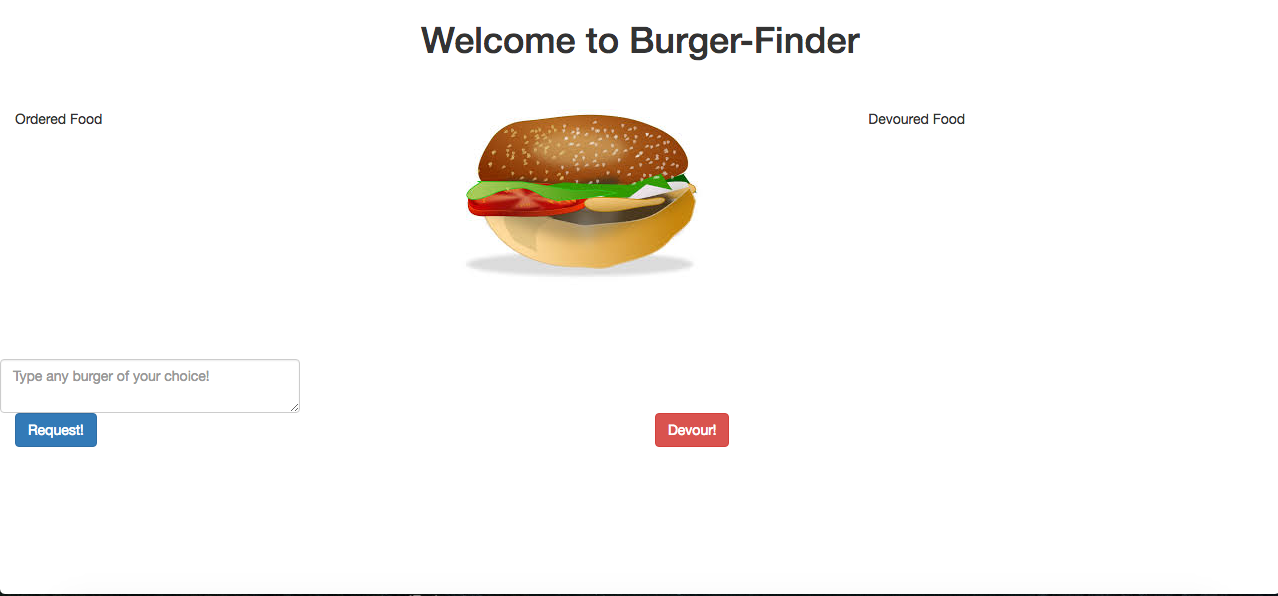 Welcome to Burger-Finder
Ordered Food
Devoured Food
Type any burger of your choice!
Request!
Devour!